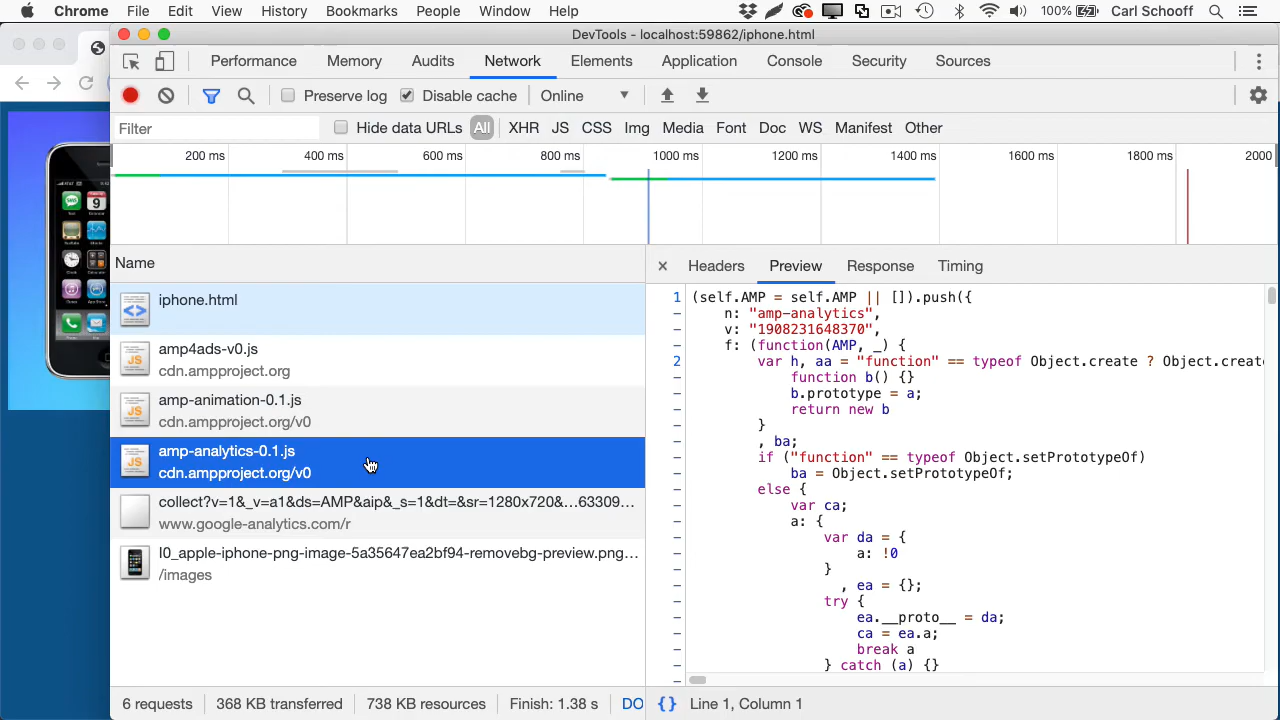 Chrome File Edit View History Bookmarks People Window Help 100% Carl Schooff
DevTools - localhost:59862/iphone.html
Performance Memory Audits Network Elements Application Console Security Sources
Preserve log Disable cache Online
Filter Hide data URLs All XHR JS CSS Img Media Font Doc WS Manifest Other
200 ms 400 ms 600 ms 800 ms 1000 ms 1200 ms 1400 ms 1600 ms 1800 ms 2000
Name
iphone.html
amp4ads-v0.js
cdn.ampproject.org
amp-animation-0.1.js
cdn.ampproject.org/v0
amp-analytics-0.1.js
cdn.ampproject.org/v0
collect?v=1&_v=a1&ds=AMP&aip&_s=1&dt=&sr=1280x720&…63309…
www.google-analytics.com/r
I0_apple-iphone-png-image-5a35647ea2bf94-removebg-preview.png…
/images
Headers Preview Response Timing
1 (self.AMP = self.AMP || []).push({
- n: "amp-analytics",
- v: "1908231648370",
- f: (function(AMP, _) {
2 var h, aa = "function" == typeof Object.create ? Object.create
- function b() {}
- b.prototype = a;
- return new b
- }
- , ba;
- if ("function" == typeof Object.setPrototypeOf)
- ba = Object.setPrototypeOf;
- else {
- var ca;
- a: {
- var da = {
- a: !0
- }
- , ea = {};
- try {
- ea.__proto__ = da;
- ca = ea.a;
- break a
- } catch (a) {}
-
6 requests 368 KB transferred 738 KB resources Finish: 1.38 s DO
{} Line 1, Column 1